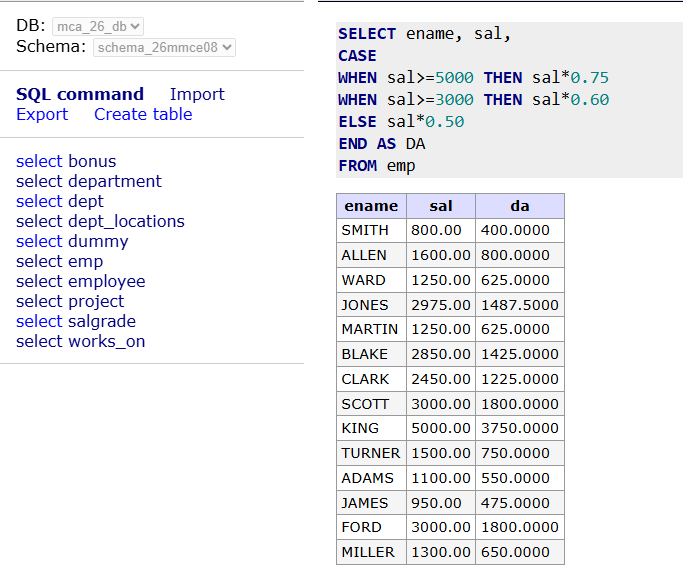 DB: mca_26_db
Schema: schema_26mmce08
SQL command Import
Export Create table
select bonus
select department
select dept
select dept_locations
select dummy
select emp
select employee
select project
select salgrade
select works_on
SELECT ename, sal,
CASE
WHEN sal>=5000 THEN sal*0.75
WHEN sal>=3000 THEN sal*0.60
ELSE sal*0.50
END AS DA
FROM emp
ename sal da
SMITH 800.00 400.0000
ALLEN 1600.00 800.0000
WARD 1250.00 625.0000
JONES 2975.00 1487.5000
MARTIN 1250.00 625.0000
BLAKE 2850.00 1425.0000
CLARK 2450.00 1225.0000
SCOTT 3000.00 1800.0000
KING 5000.00 3750.0000
TURNER 1500.00 750.0000
ADAMS 1100.00 550.0000
JAMES 950.00 475.0000
FORD 3000.00 1800.0000
MILLER 1300.00 650.0000